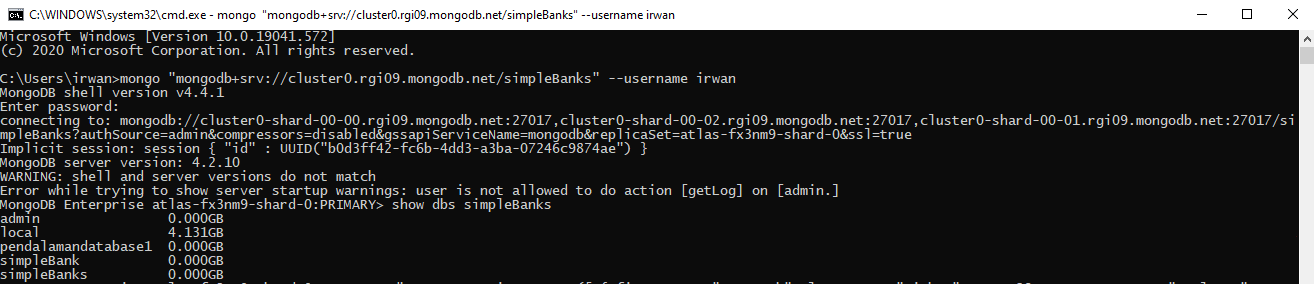 C:\WINDOWS\system32\cmd.exe - mongo "mongodb+srv://cluster0.rgi09.mongodb.net/simpleBanks" --username irwan
Microsoft Windows [Version 10.0.19041.572]
(c) 2020 Microsoft Corporation. All rights reserved.
C:\Users\irwan>mongo "mongodb+srv://cluster0.rgi09.mongodb.net/simpleBanks" --username irwan
MongoDB shell version v4.4.1
Enter password:
connecting to: mongodb://cluster0-shard-00-00.rgi09.mongodb.net:27017,cluster0-shard-00-02.rgi09.mongodb.net:27017,cluster0-shard-00-01.rgi09.mongodb.net:27017/si
mpleBanks?authSource=admin&compressors=disabled&gssapiServiceName=mongodb&replicaSet=atlas-fx3nm9-shard-0&ssl=true
Implicit session: session { "id" : UUID("b0d3ff42-fc6b-4dd3-a3ba-07246c9874ae") }
MongoDB server version: 4.2.10
WARNING: shell and server versions do not match
Error while trying to show server startup warnings: user is not allowed to do action [getLog] on [admin.]
MongoDB Enterprise atlas-fx3nm9-shard-0:PRIMARY> show dbs simpleBanks
admin 0.000GB
local 4.131GB
pendalamandatabase1 0.000GB
simpleBank 0.000GB
simpleBanks 0.000GB